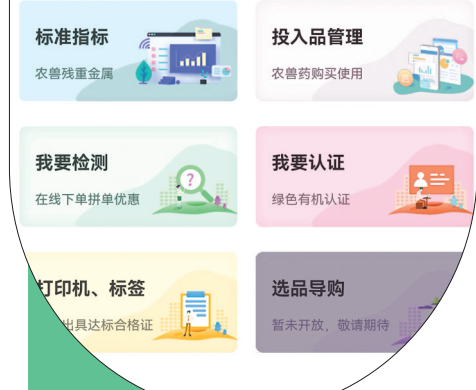 标准指标
农兽残重金属
投入品管理
农兽药购买使用
我要检测
在线下单拼单优惠
我要认证
绿色有机认证
打印机、标签
出具达标合格证
选品导购
暂未开放，敬请期待